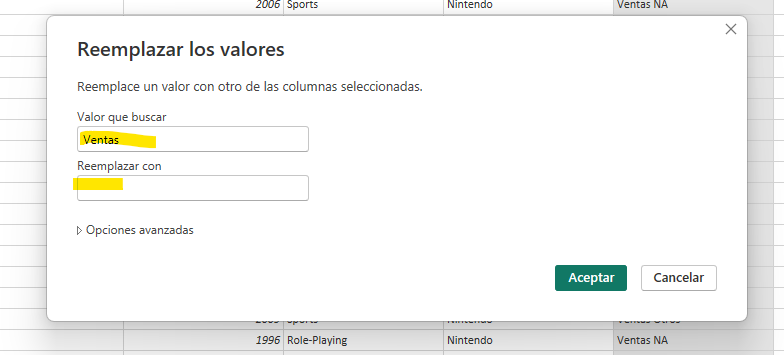 2006 Sports Nintendo Ventas NA
Reemplazar los valores
Reemplace un valor con otro de las columnas seleccionadas.
Valor que buscar
Ventas
Reemplazar con
Opciones avanzadas
Aceptar Cancelar
Sports Nintendo Ventas Otros
1996 Role-Playing Nintendo Ventas NA